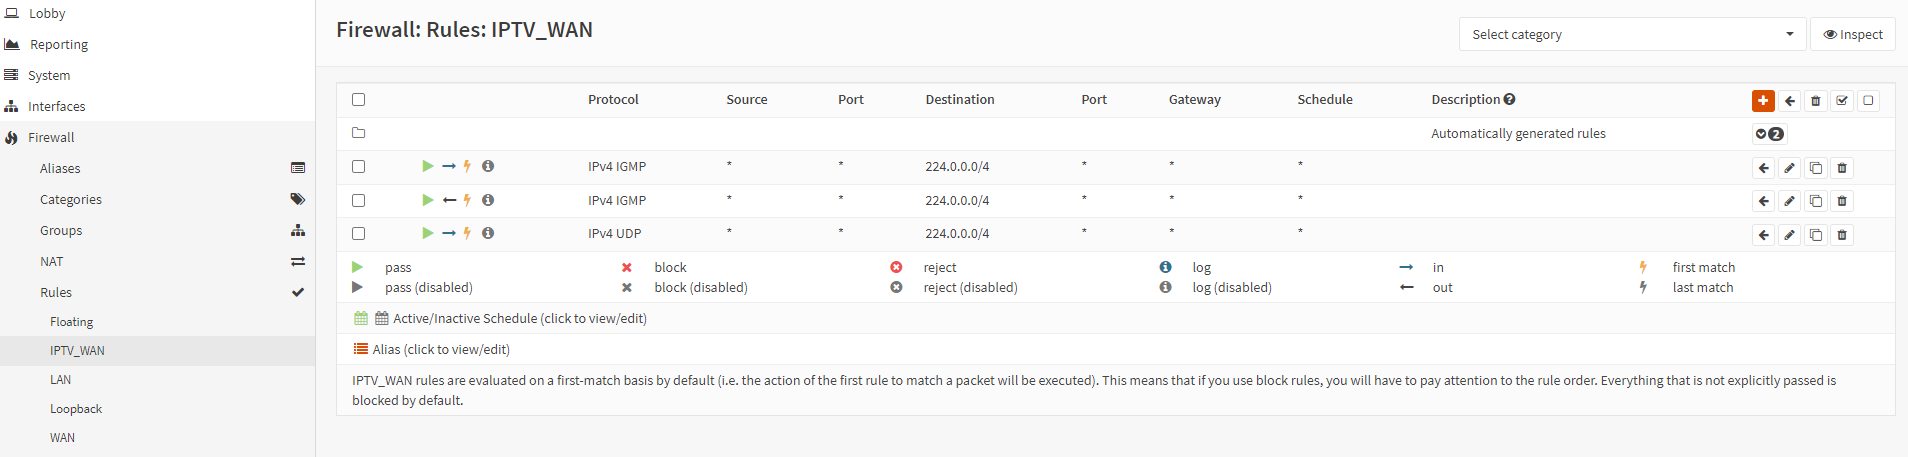 Lobby
Reporting
System
Interfaces
Firewall
Aliases
Categories
Groups
NAT
Rules
Floating
IPTV_WAN
LAN
Loopback
WAN
Firewall: Rules: IPTV_WAN
Select category
Inspect
Protocol Source Port Destination Port Gateway Schedule Description
Automatically generated rules 2
IPv4 IGMP * * 224.0.0.0/4 * * *
IPv4 IGMP * * 224.0.0.0/4 * * *
IPv4 UDP * * 224.0.0.0/4 * * *
pass block reject log in first match
pass (disabled) block (disabled) reject (disabled) log (disabled) out last match
Active/Inactive Schedule (click to view/edit)
Alias (click to view/edit)
IPTV_WAN rules are evaluated on a first-match basis by default (i.e. the action of the first rule to match a packet will be executed). This means that if you use block rules, you will have to pay attention to the rule order. Everything that is not explicitly passed is
blocked by default.